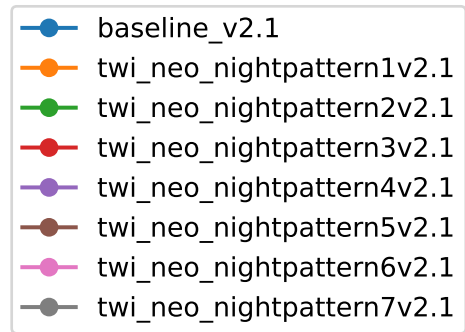 baseline_v2.1
twi_neo_nightpattern1v2.1
twi_neo_nightpattern2v2.1
twi_neo_nightpattern3v2.1
twi_neo_nightpattern4v2.1
twi_neo_nightpattern5v2.1
twi_neo_nightpattern6v2.1
twi_neo_nightpattern7v2.1